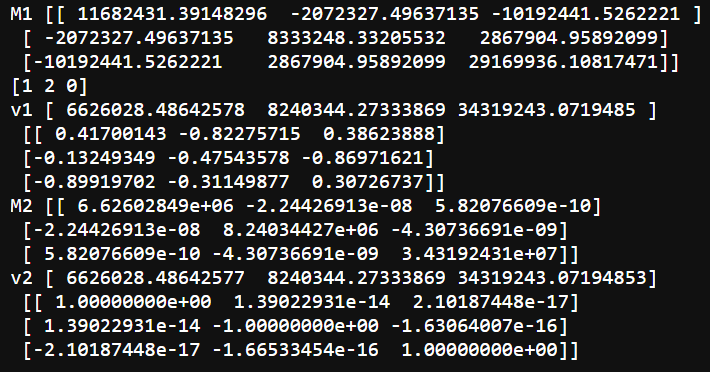 M1 [[ 11682431.39148296  -2072327.49637135 -10192441.5262221 ]
 [ -2072327.49637135   8333248.33205532   2867904.95892099]
 [-10192441.5262221    2867904.95892099  29169936.10817471]]
[1 2 0]
v1 [ 6626028.48642578  8240344.27333869 34319243.0719485 ]
 [[ 0.41700143 -0.82275715  0.38623888]
 [-0.13249349 -0.47543578 -0.86971621]
 [-0.89919702 -0.31149877  0.30726737]]
M2 [[ 6.62602849e+06 -2.24426913e-08  5.82076609e-10]
 [-2.24426913e-08  8.24034427e+06 -4.30736691e-09]
 [ 5.82076609e-10 -4.30736691e-09  3.43192431e+07]]
v2 [ 6626028.48642577  8240344.27333869 34319243.07194853]
 [[ 1.00000000e+00  1.39022931e-14  2.10187448e-17]
 [ 1.39022931e-14 -1.00000000e+00 -1.63064007e-16]
 [-2.10187448e-17 -1.66533454e-16  1.00000000e+00]]